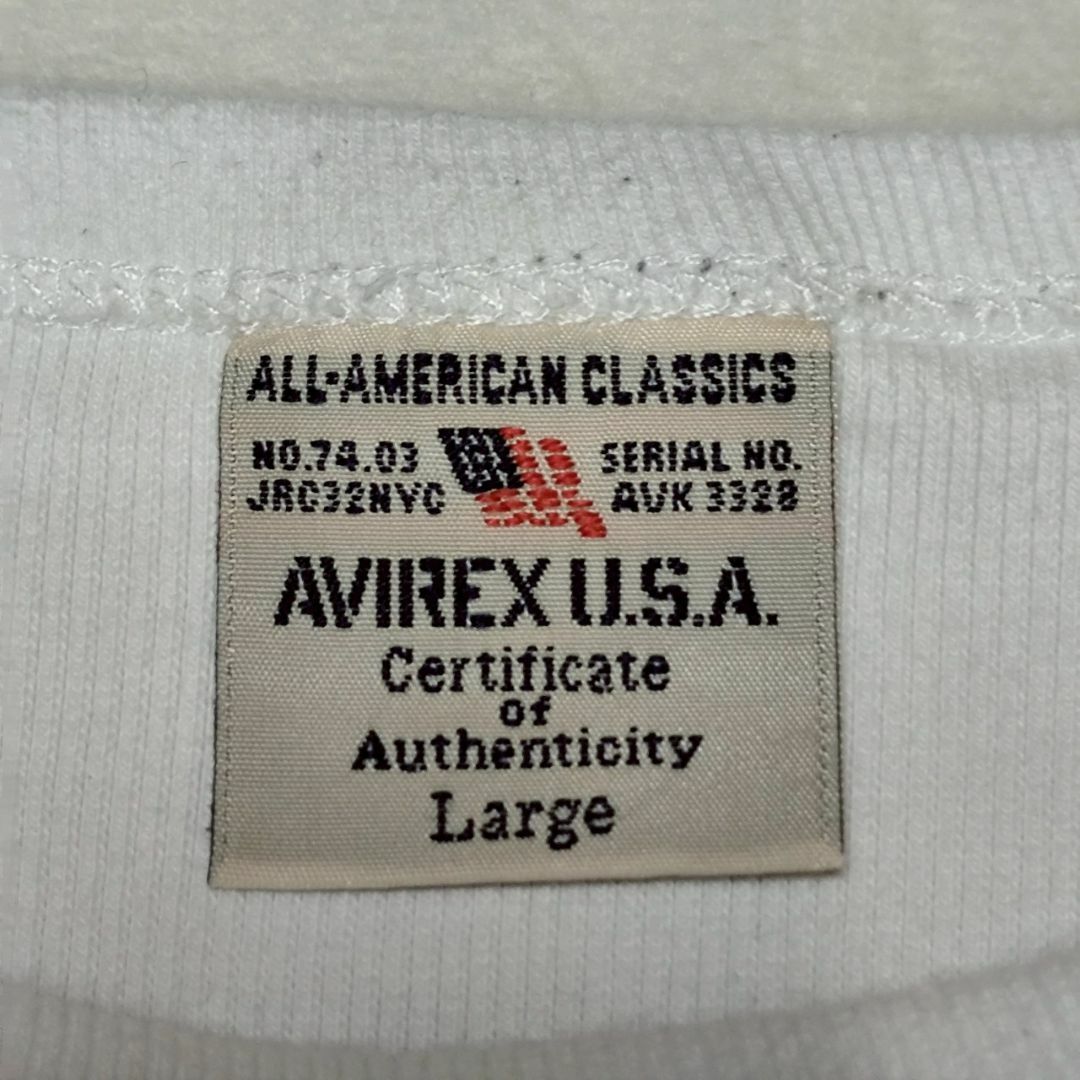 ALL-AMERICAN CLASSICS
NO.74.03 SERIAL NO.
JRC32NYC AVK 3328
AVIREX U.S.A.
Certificate
of
Authenticity
Large